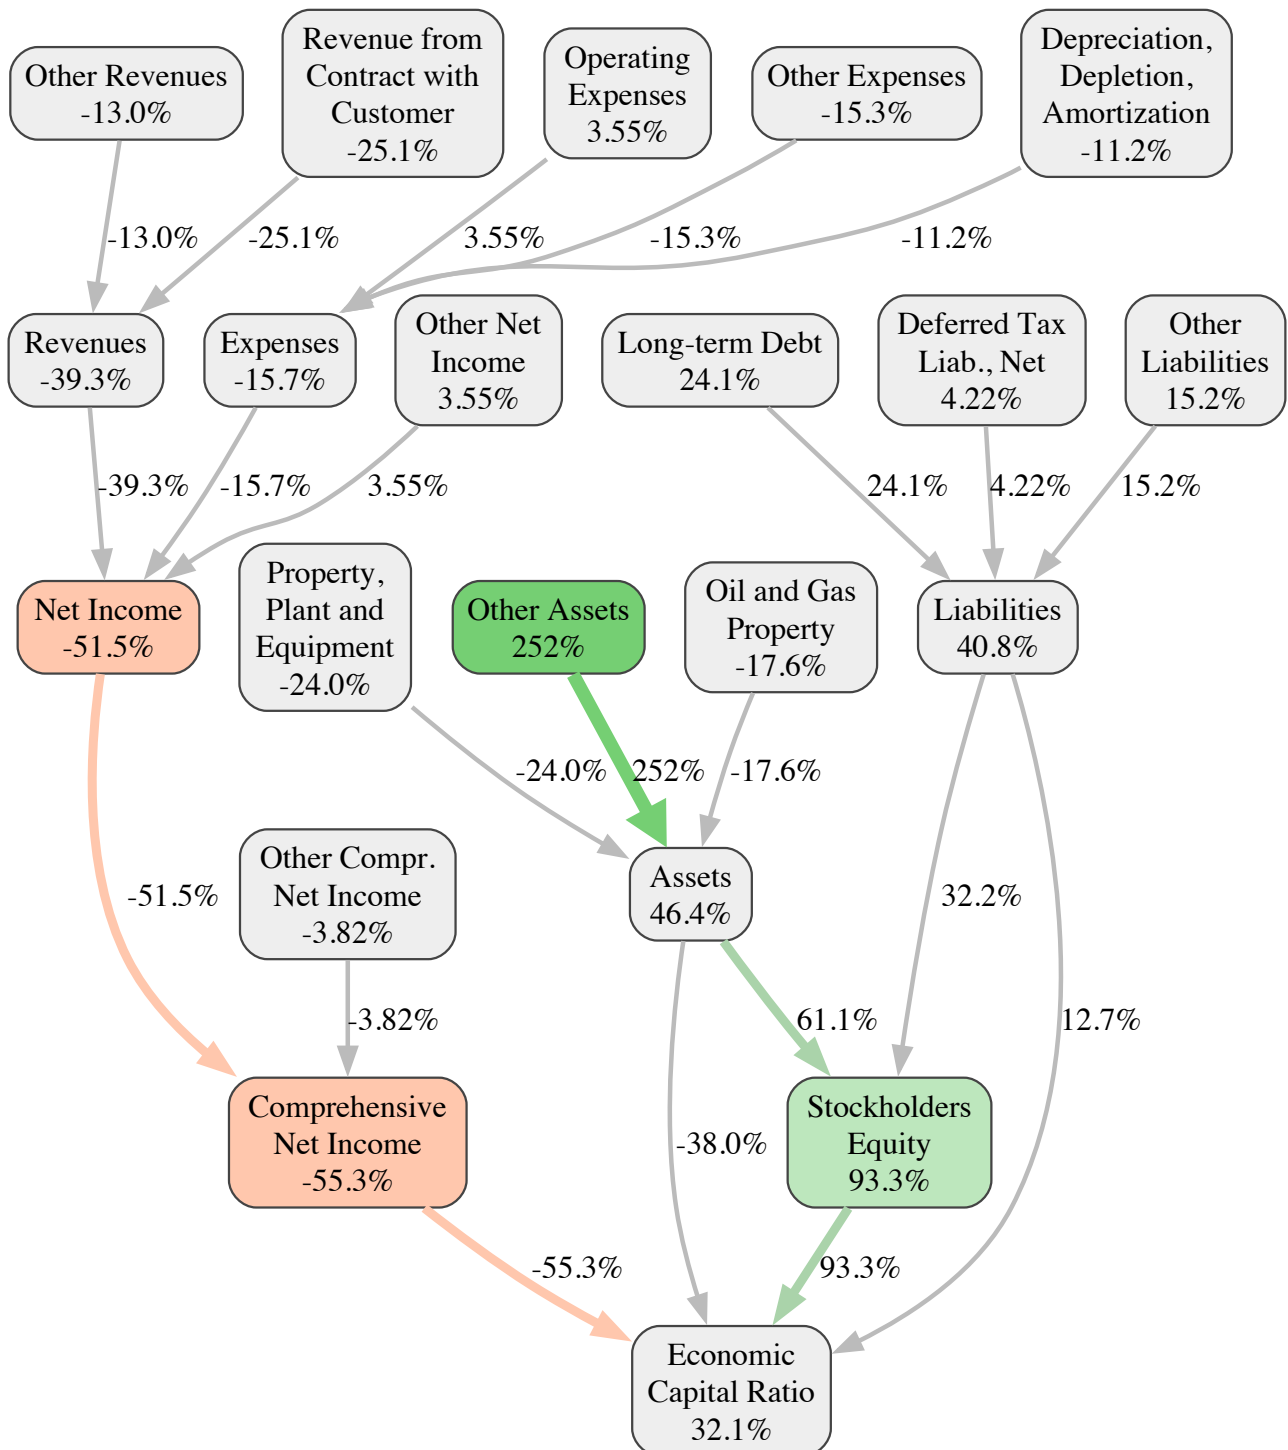 Other Revenues
-13.0%
Revenue from
Contract with
Customer
-25.1%
Operating
Expenses
3.55%
Other Expenses
-15.3%
Depreciation,
Depletion,
Amortization
-11.2%
-13.0%
-25.1%
3.55%
-15.3%
-11.2%
Revenues
-39.3%
Expenses
-15.7%
Other Net
Income
3.55%
Long-term Debt
24.1%
Deferred Tax
Liab., Net
4.22%
Other
Liabilities
15.2%
-39.3%
-15.7%
3.55%
24.1%
4.22%
15.2%
Net Income
-51.5%
Property,
Plant and
Equipment
-24.0%
Other Assets
252%
Oil and Gas
Property
-17.6%
Liabilities
40.8%
-24.0%
252%
-17.6%
-51.5%
Other Compr.
Net Income
-3.82%
Assets
46.4%
32.2%
-3.82%
61.1%
12.7%
Comprehensive
Net Income
-55.3%
-38.0%
Stockholders
Equity
93.3%
-55.3%
93.3%
Economic
Capital Ratio
32.1%